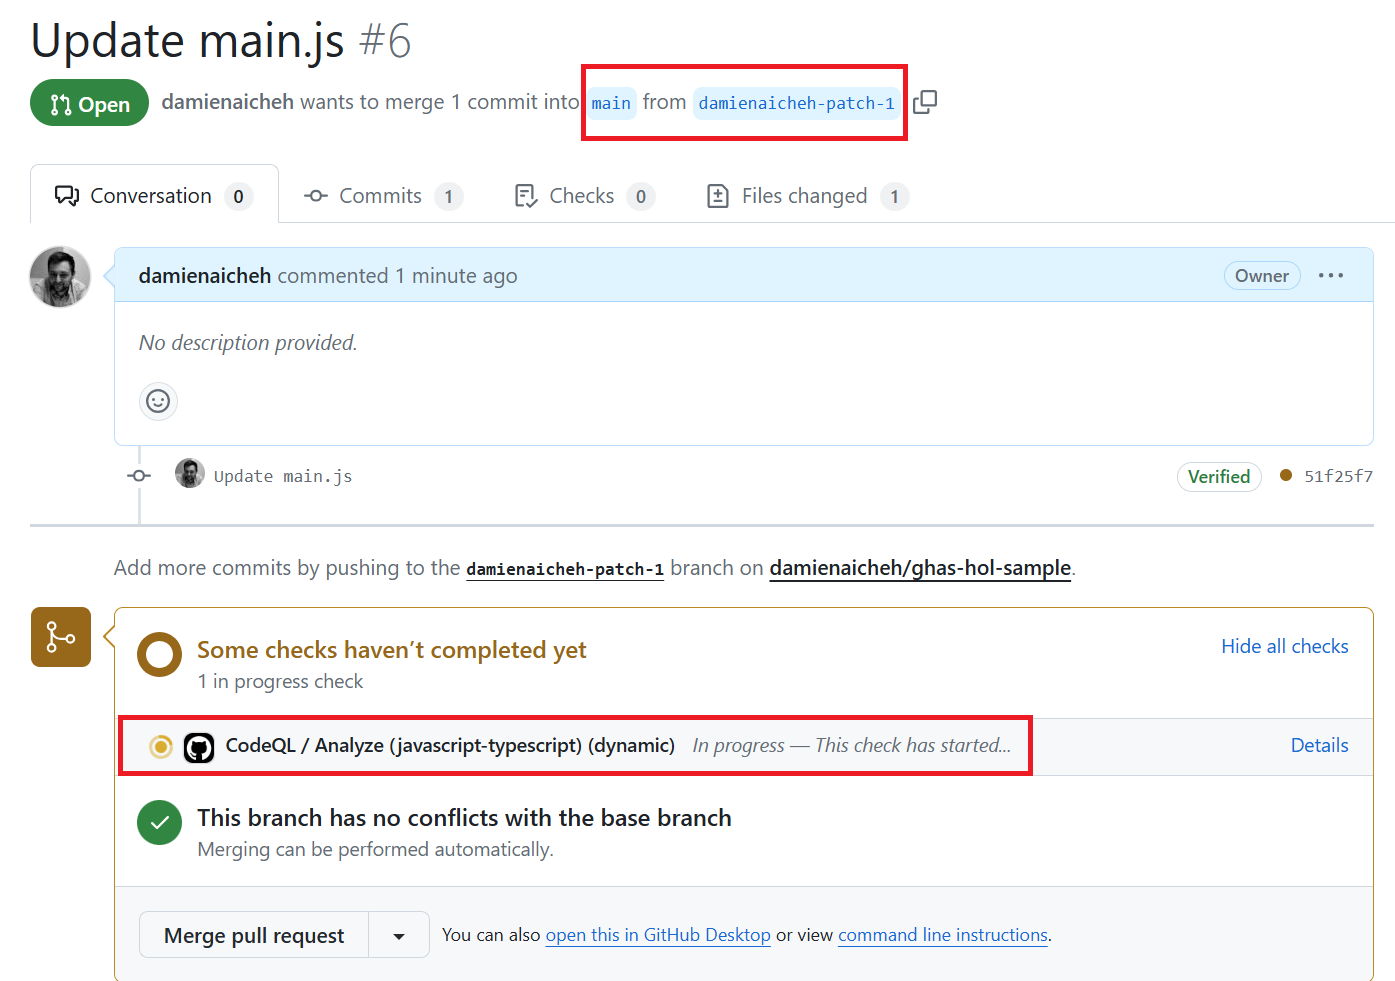 Update main.js #6
Open damienaicheh wants to merge 1 commit into main from damienaicheh-patch-1
Conversation 0 Commits 1 Checks 0 Files changed 1
damienaicheh commented 1 minute ago Owner
No description provided.
Update main.js Verified 51f25f7
Add more commits by pushing to the damienaicheh-patch-1 branch on damienaicheh/ghas-hol-sample.
Some checks haven’t completed yet Hide all checks
1 in progress check
CodeQL / Analyze (javascript-typescript) (dynamic) In progress — This check has started... Details
This branch has no conflicts with the base branch
Merging can be performed automatically.
Merge pull request You can also open this in GitHub Desktop or view command line instructions.